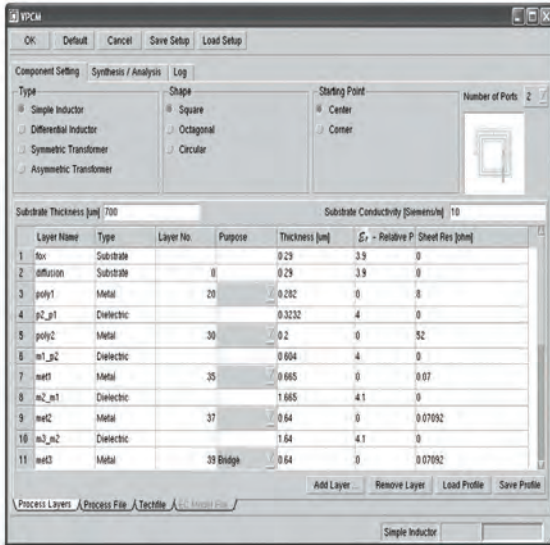 VPCM
OK Default Cancel Save Setup Load Setup
Component Setting Synthesis / Analysis Log
Type Shape Starting Point Number of Ports 2
Simple Inductor Square Center
Differential Inductor Octagonal Corner
Symmetric Transformer Circular
Asymmetric Transformer
Substrate Thickness [um] 700 Substrate Conductivity [Siemens/m] 10
Layer Name Type Layer No. Purpose Thickness [um] εr - Relative P Sheet Res [ohm]
1 fox Substrate 0.29 3.9 0
2 diffusion Substrate 0 0.29 3.9 0
3 poly1 Metal 20 0.282 0 8
4 p2_p1 Dielectric 0.3232 4 0
5 poly2 Metal 30 0.2 0 52
6 m1_p2 Dielectric 0.604 4 0
7 met1 Metal 35 0.665 0 0.07
8 m2_m1 Dielectric 1.665 4.1 0
9 met2 Metal 37 0.64 0 0.07092
10 m3_m2 Dielectric 1.64 4.1 0
11 met3 Metal 39 Bridge 0.64 0 0.07092
Add Layer ... Remove Layer Load Profile Save Profile
Process Layers Process File Techfile
Simple Inductor